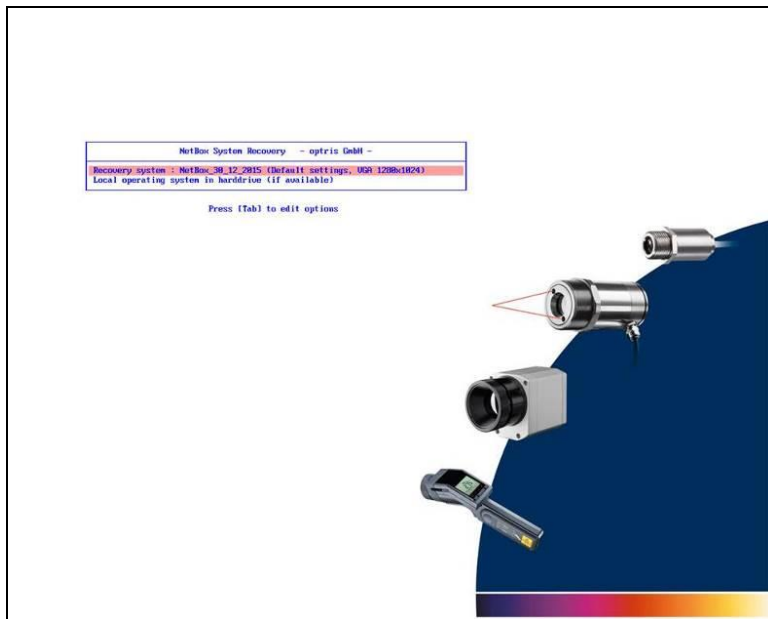 NetBox System Recovery - optris GmbH -
Recovery system : NetBox_30_12_2015 (Default settings, VGA 1280x1024)
Local operating system in harddrive (if available)
Press [Tab] to edit options